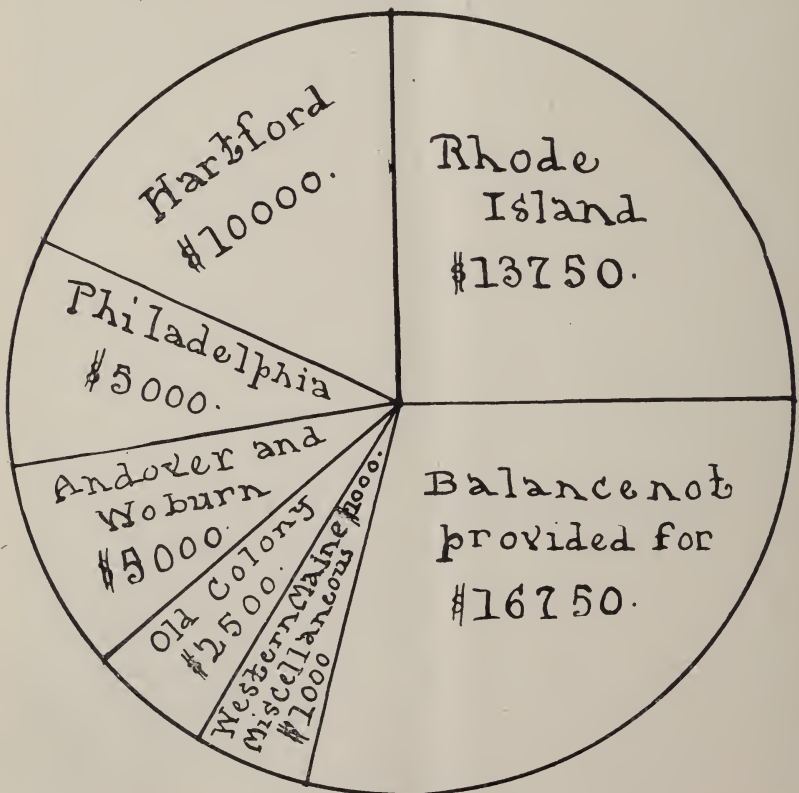 Hartford
$10000.
Rhode
Island
$13750.
Philadelphia
$5000.
Andover and
Woburn
$5000.
Old Colony
$2500.
Western Maine $1000.
Miscellaneous
$1000
Balance not
provided for
$16750.